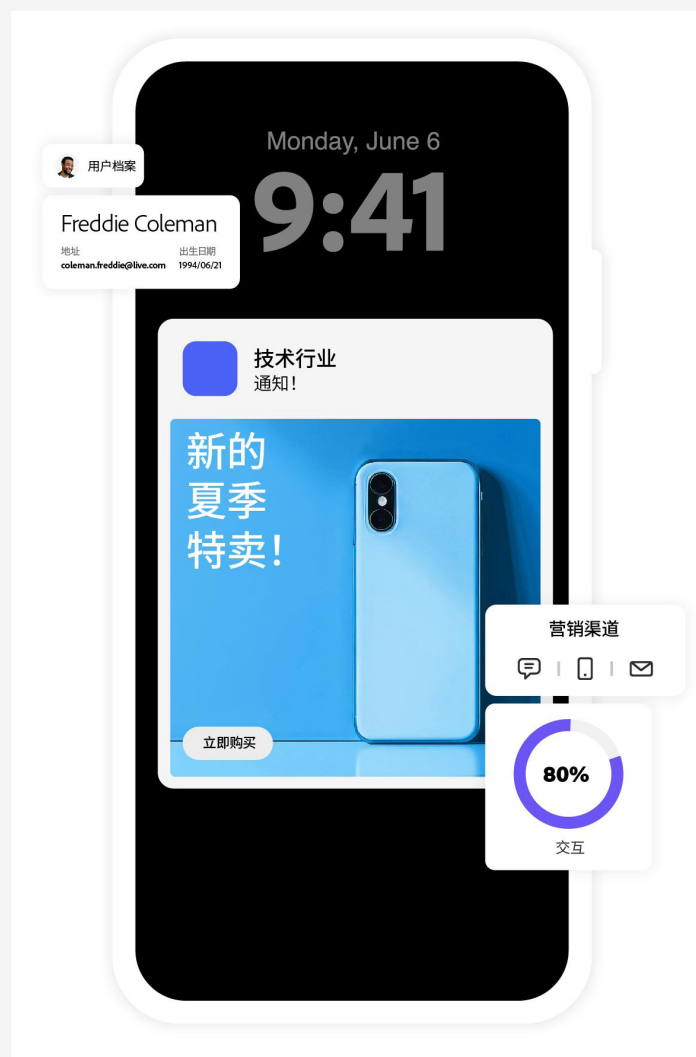 Monday, June 6
9:41
用户档案
Freddie Coleman
地址
出生日期
coleman.freddie@live.com
1994/06/21
技术行业
通知！
新的
夏季
特卖！
立即购买
营销渠道
80%
交互